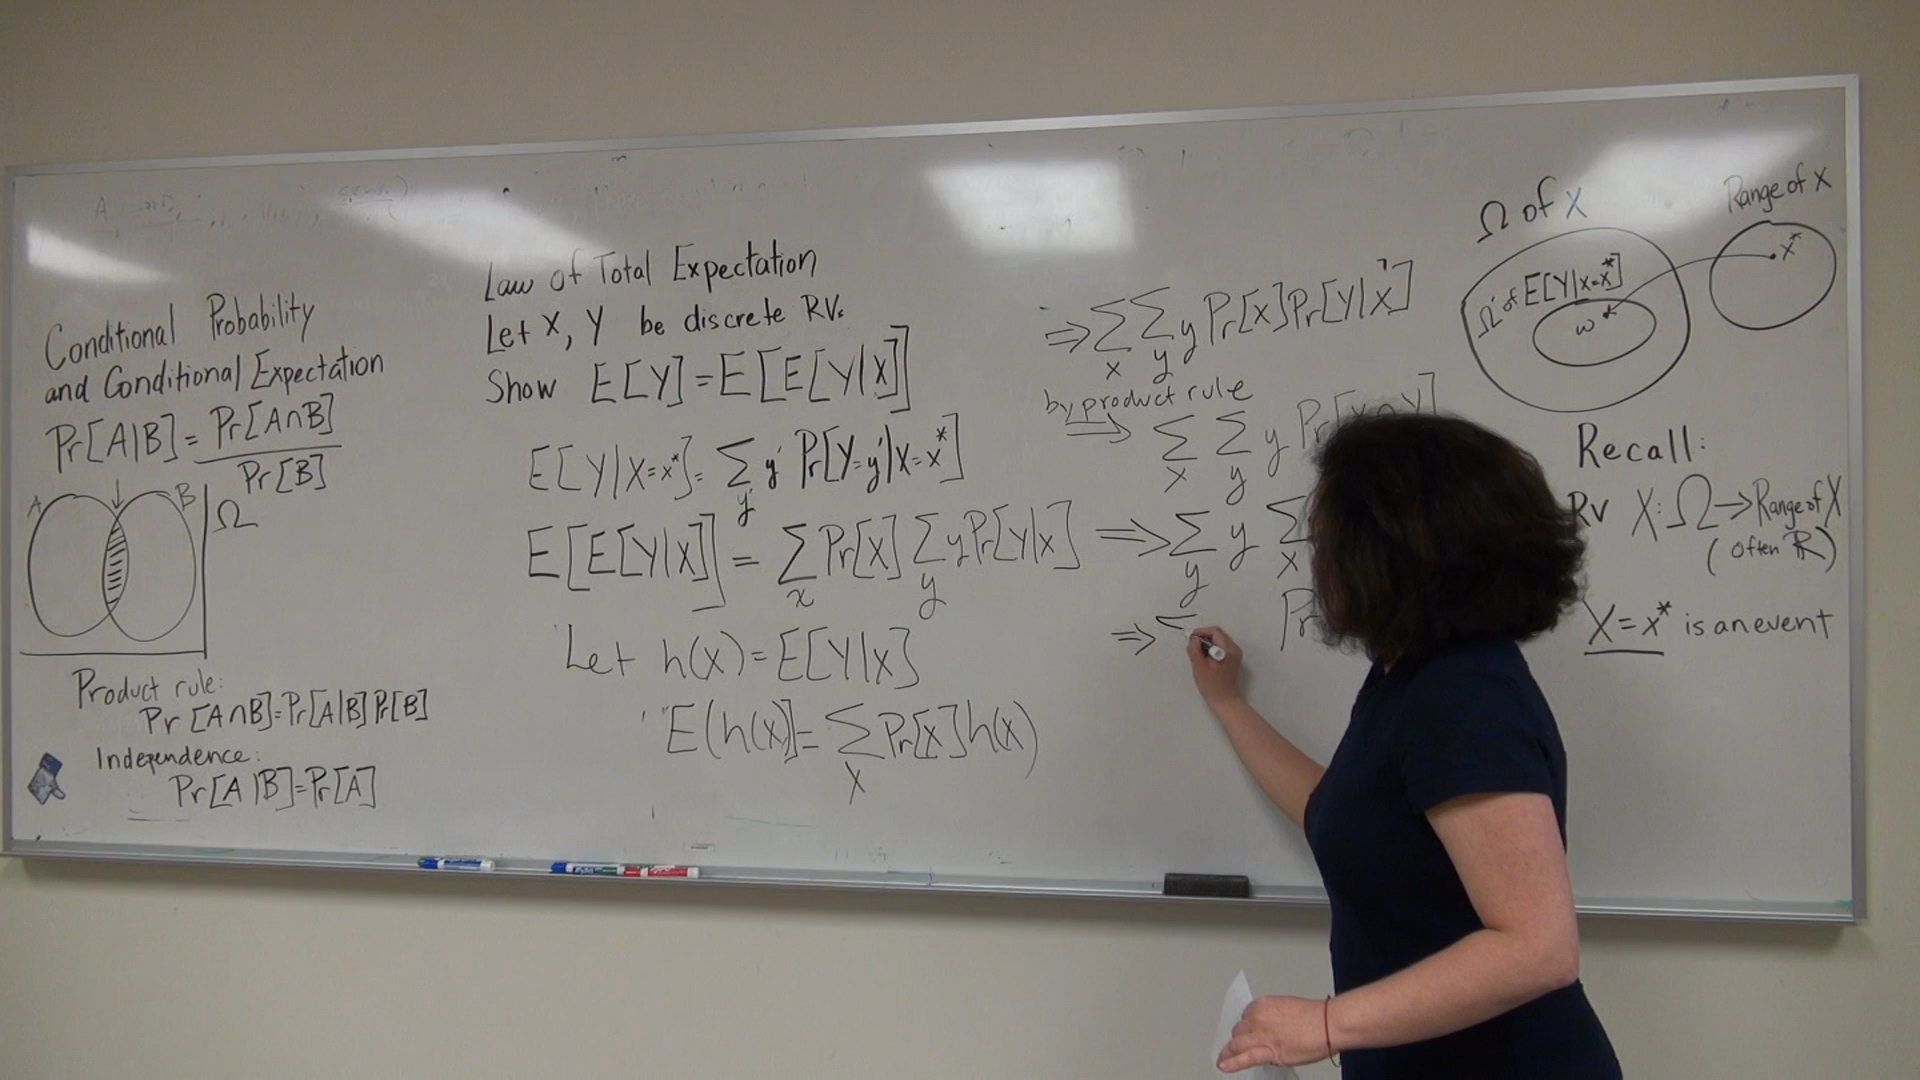 Conditional Probability
and Conditional Expectation
Pr[A|B] = Pr[A∩B]
Pr[B]
A
B
Ω
Product rule:
Pr[A∩B]=Pr[A|B]Pr[B]
Independence:
Pr[A|B]=Pr[A]
Law of Total Expectation
Let X, Y be discrete RVs
Show E[Y]=E[E[Y|X]]
E[Y|X=x*]= ∑ y' Pr[Y=y'|X=x*]
y'
E[E[Y|X]] = ∑ Pr[x] ∑ y Pr[Y|x]
x y
Let h(X)=E[Y|X]
E(h(x)]= ∑ Pr[x]h(x)
x
⇒ ∑ ∑ y Pr[x]Pr[Y|x]
x y
by product rule
∑ ∑ y Pr[X∩Y]
x y
⇒ ∑ y ∑
y x
⇒ ∑ Pr
Ω of X
Range of X
Ω' of E[Y|X=x*]
ω
x*
Recall:
RV X: Ω → Range of X
(Often ℝ)
X=x* is an event